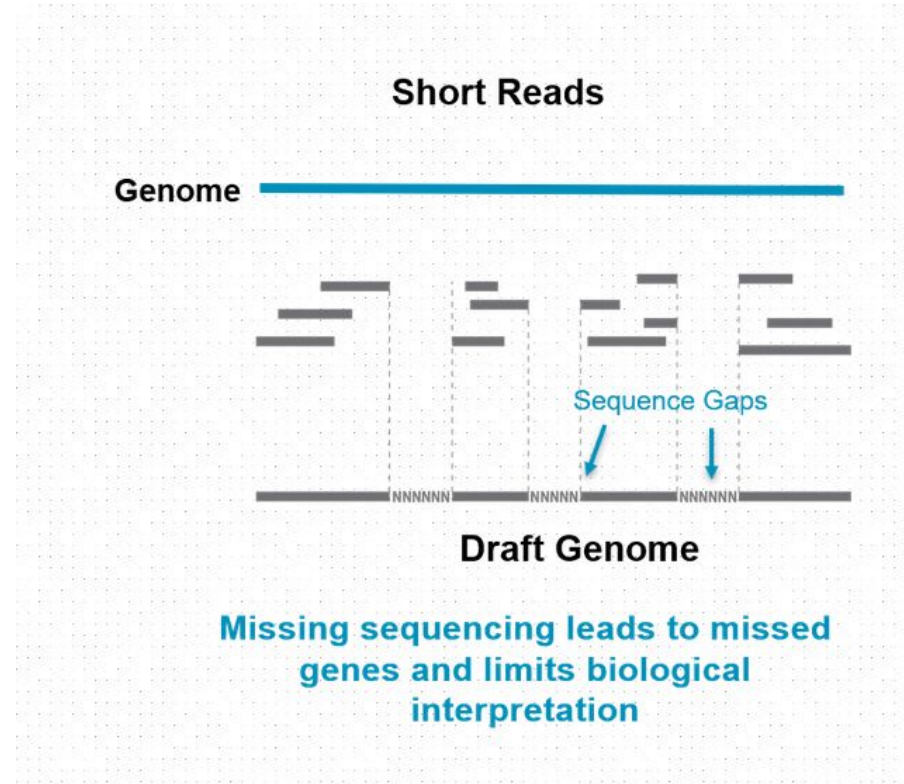 Short Reads
Genome
Sequence Gaps
NNNNNN NNNNN NNNNNN
Draft Genome
Missing sequencing leads to missed
genes and limits biological
interpretation